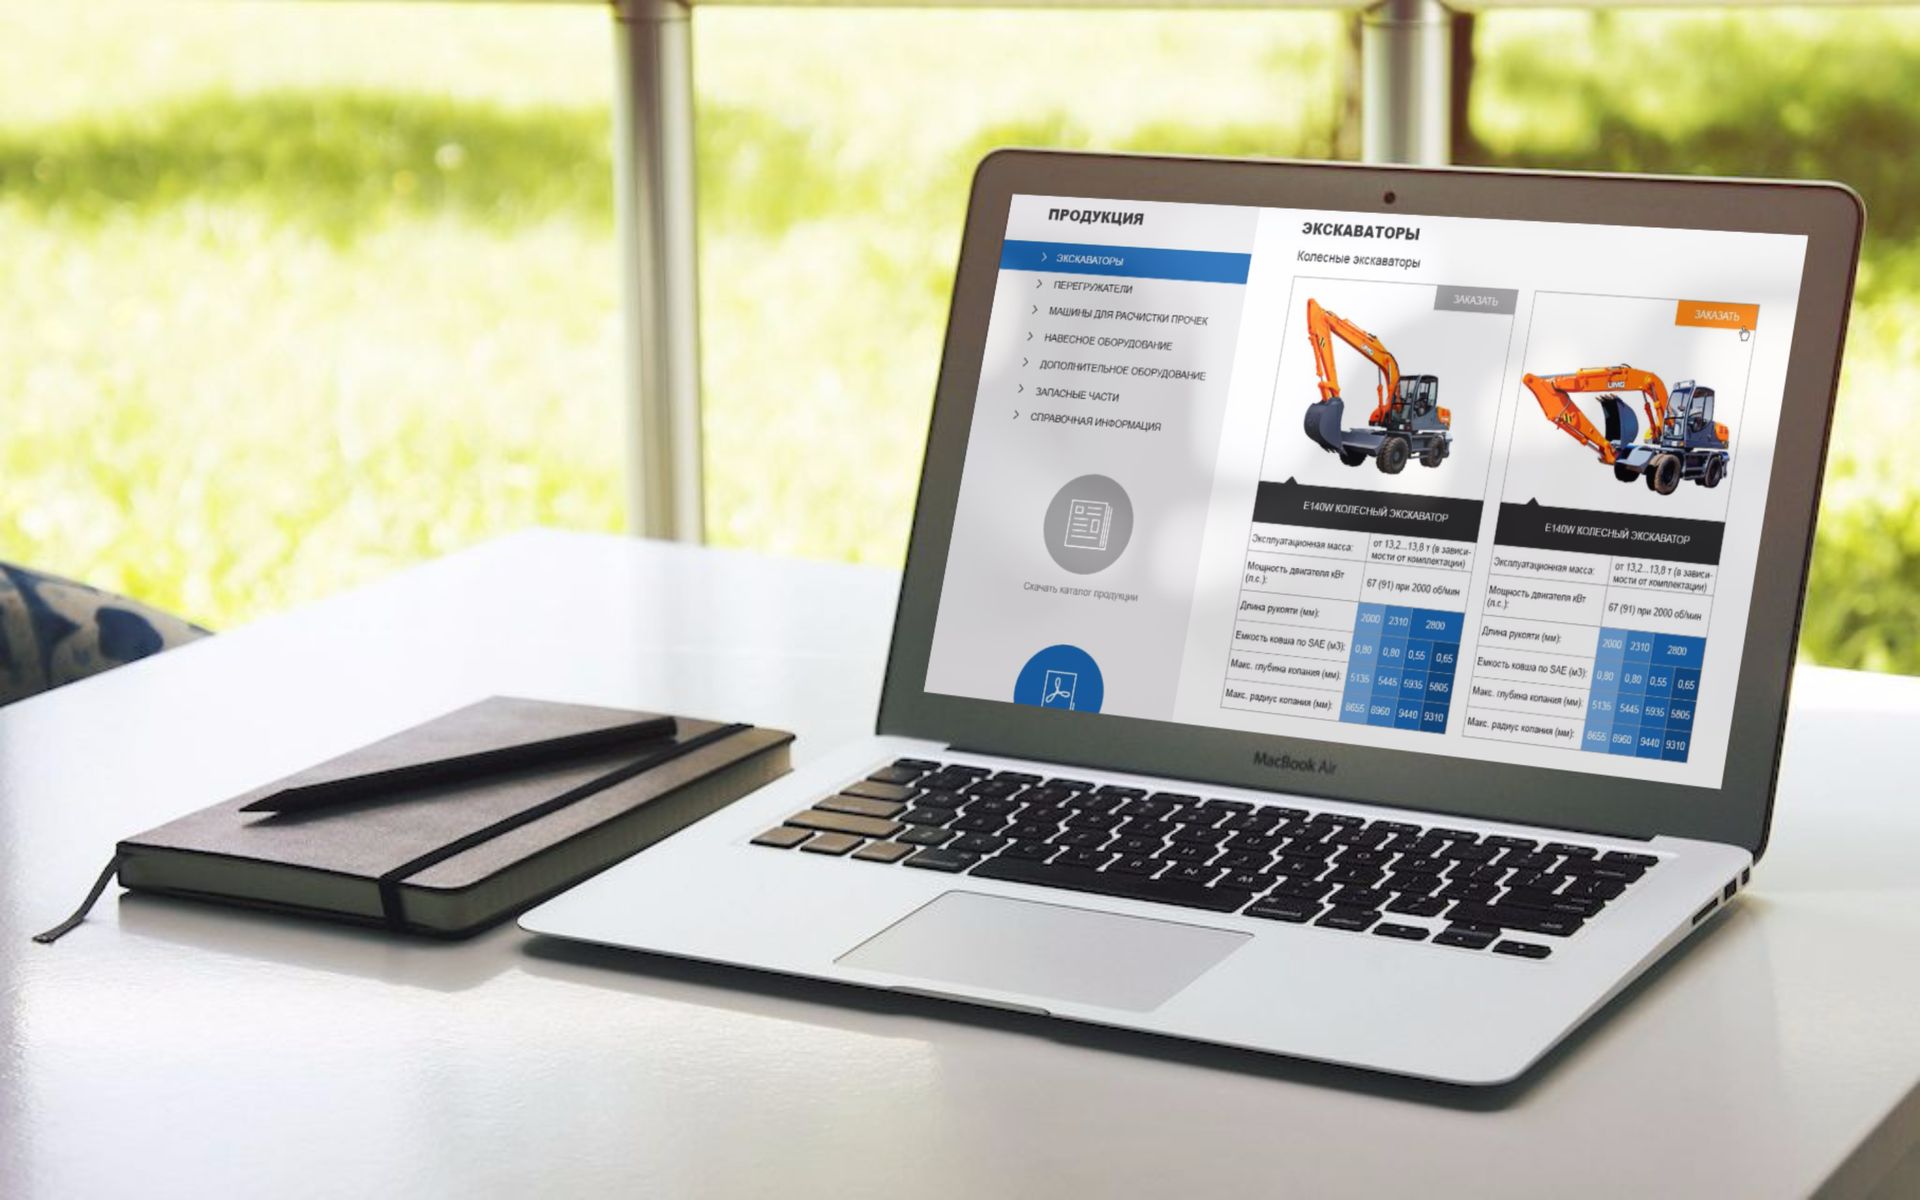 ПРОДУКЦИЯ
ЭКСКАВАТОРЫ
ПЕРЕГРУЖАТЕЛИ
МАШИНЫ ДЛЯ РАСЧИСТКИ ПРОЧЕК
НАВЕСНОЕ ОБОРУДОВАНИЕ
ДОПОЛНИТЕЛЬНОЕ ОБОРУДОВАНИЕ
ЗАПАСНЫЕ ЧАСТИ
СПРАВОЧНАЯ ИНФОРМАЦИЯ
Скачать каталог продукции
ЭКСКАВАТОРЫ
Колесные экскаваторы
ЗАКАЗАТЬ
E140W КОЛЕСНЫЙ ЭКСКАВАТОР
Эксплуатационная масса: от 13,2...13,8 т (в зависи-
мости от комплектации)
Мощность двигателя кВт
(л.с.): 67 (91) при 2000 об/мин
Длина рукояти (мм): 2000 2310 2800
Емкость ковша по SAE (м3): 0,80 0,80 0,55 0,65
Макс. глубина копания (мм): 5135 5445 5935 5805
Макс. радиус копания (мм): 8655 8960 9440 9310
ЗАКАЗАТЬ
UMG
E140W КОЛЕСНЫЙ ЭКСКАВАТОР
Эксплуатационная масса: от 13,2...13,8 т (в зависи-
мости от комплектации)
Мощность двигателя кВт
(л.с.): 67 (91) при 2000 об/мин
Длина рукояти (мм): 2000 2310 2800
Емкость ковша по SAE (м3): 0,80 0,80 0,55 0,65
Макс. глубина копания (мм): 5135 5445 5935 5805
Макс. радиус копания (мм): 8655 8960 9440 9310
MacBook Air